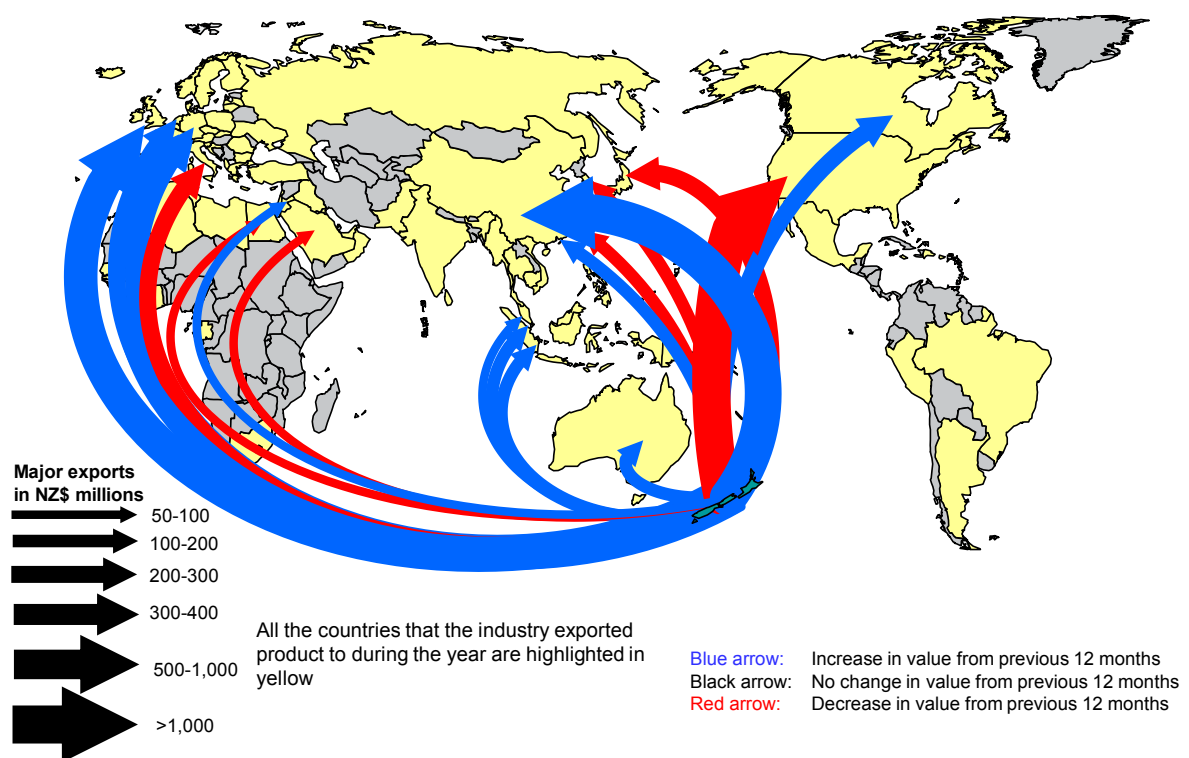 Major exports
in NZ$ millions
50-100
100-200
200-300
300-400
500-1,000
>1,000
All the countries that the industry exported
product to during the year are highlighted in
yellow
Blue arrow: Increase in value from previous 12 months
Black arrow: No change in value from previous 12 months
Red arrow: Decrease in value from previous 12 months